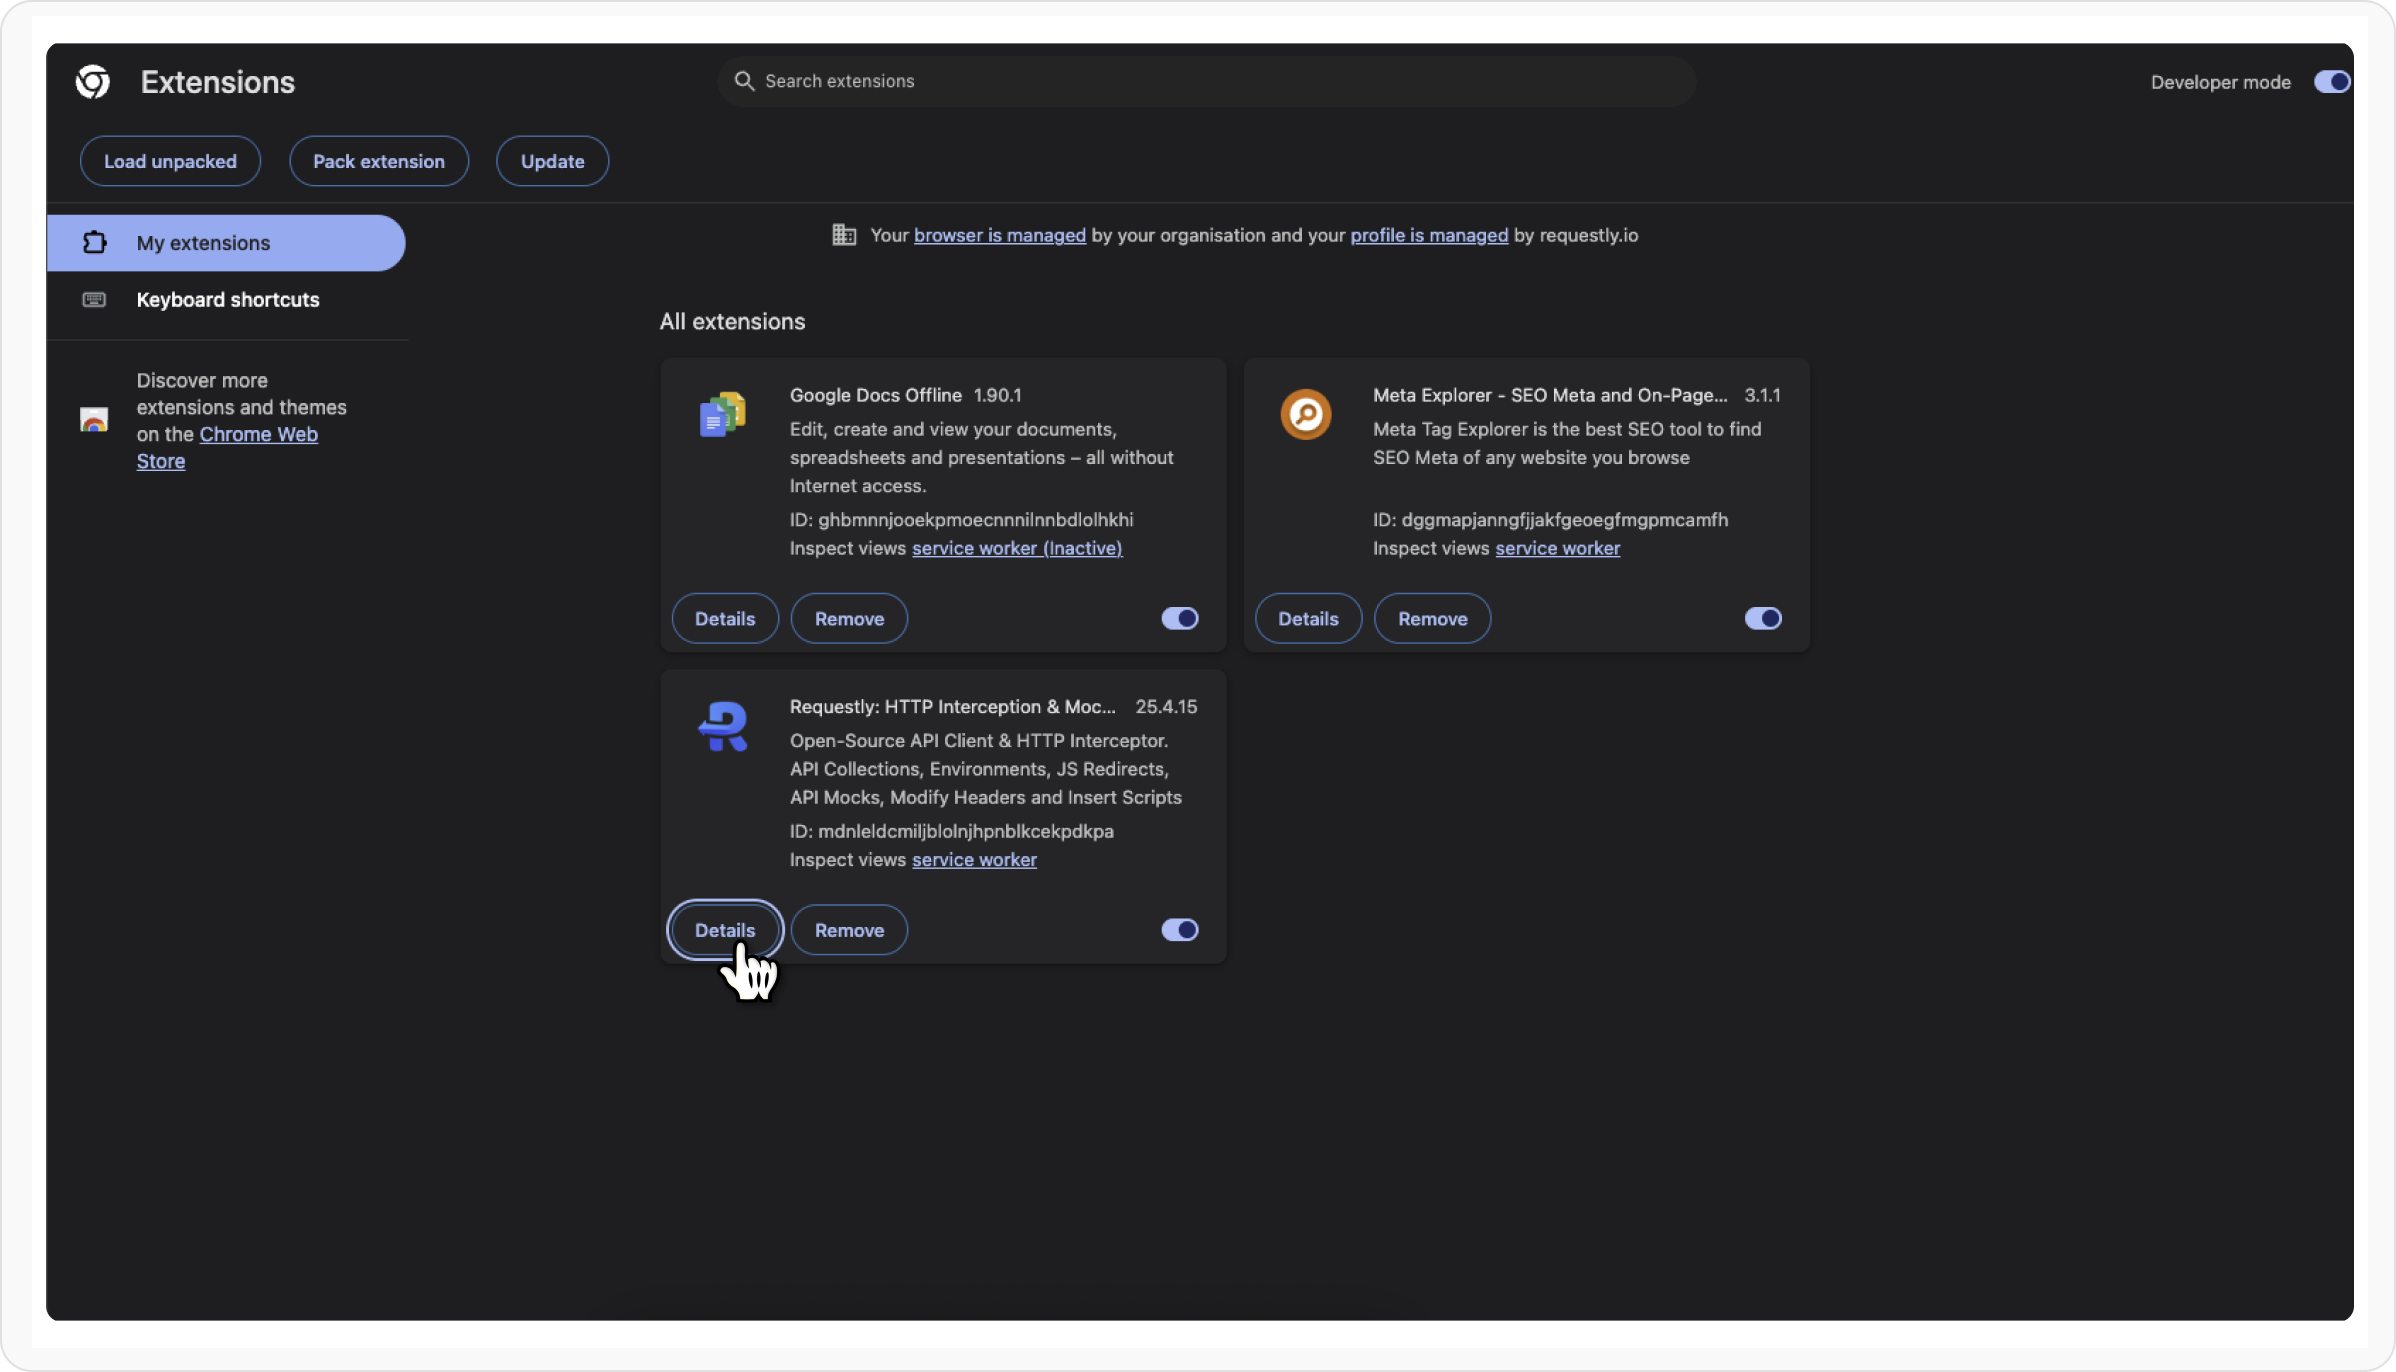 Extensions
Search extensions
Developer mode
Load unpacked
Pack extension
Update
My extensions
Keyboard shortcuts
Discover more
extensions and themes
on the Chrome Web
Store
Your browser is managed by your organisation and your profile is managed by requestly.io
All extensions
Google Docs Offline 1.90.1
Edit, create and view your documents,
spreadsheets and presentations – all without
Internet access.
ID: ghbmnnjooekpmoecnnnilnnbdlolhkhi
Inspect views service worker (Inactive)
Details
Remove
Meta Explorer - SEO Meta and On-Page... 3.1.1
Meta Tag Explorer is the best SEO tool to find
SEO Meta of any website you browse
ID: dggmapjanngfjjakfgeoegfmgpmcamfh
Inspect views service worker
Details
Remove
Requestly: HTTP Interception & Moc... 25.4.15
Open-Source API Client & HTTP Interceptor.
API Collections, Environments, JS Redirects,
API Mocks, Modify Headers and Insert Scripts
ID: mdnleldcmiljblolnjhpnblkcekpdkpa
Inspect views service worker
Details
Remove